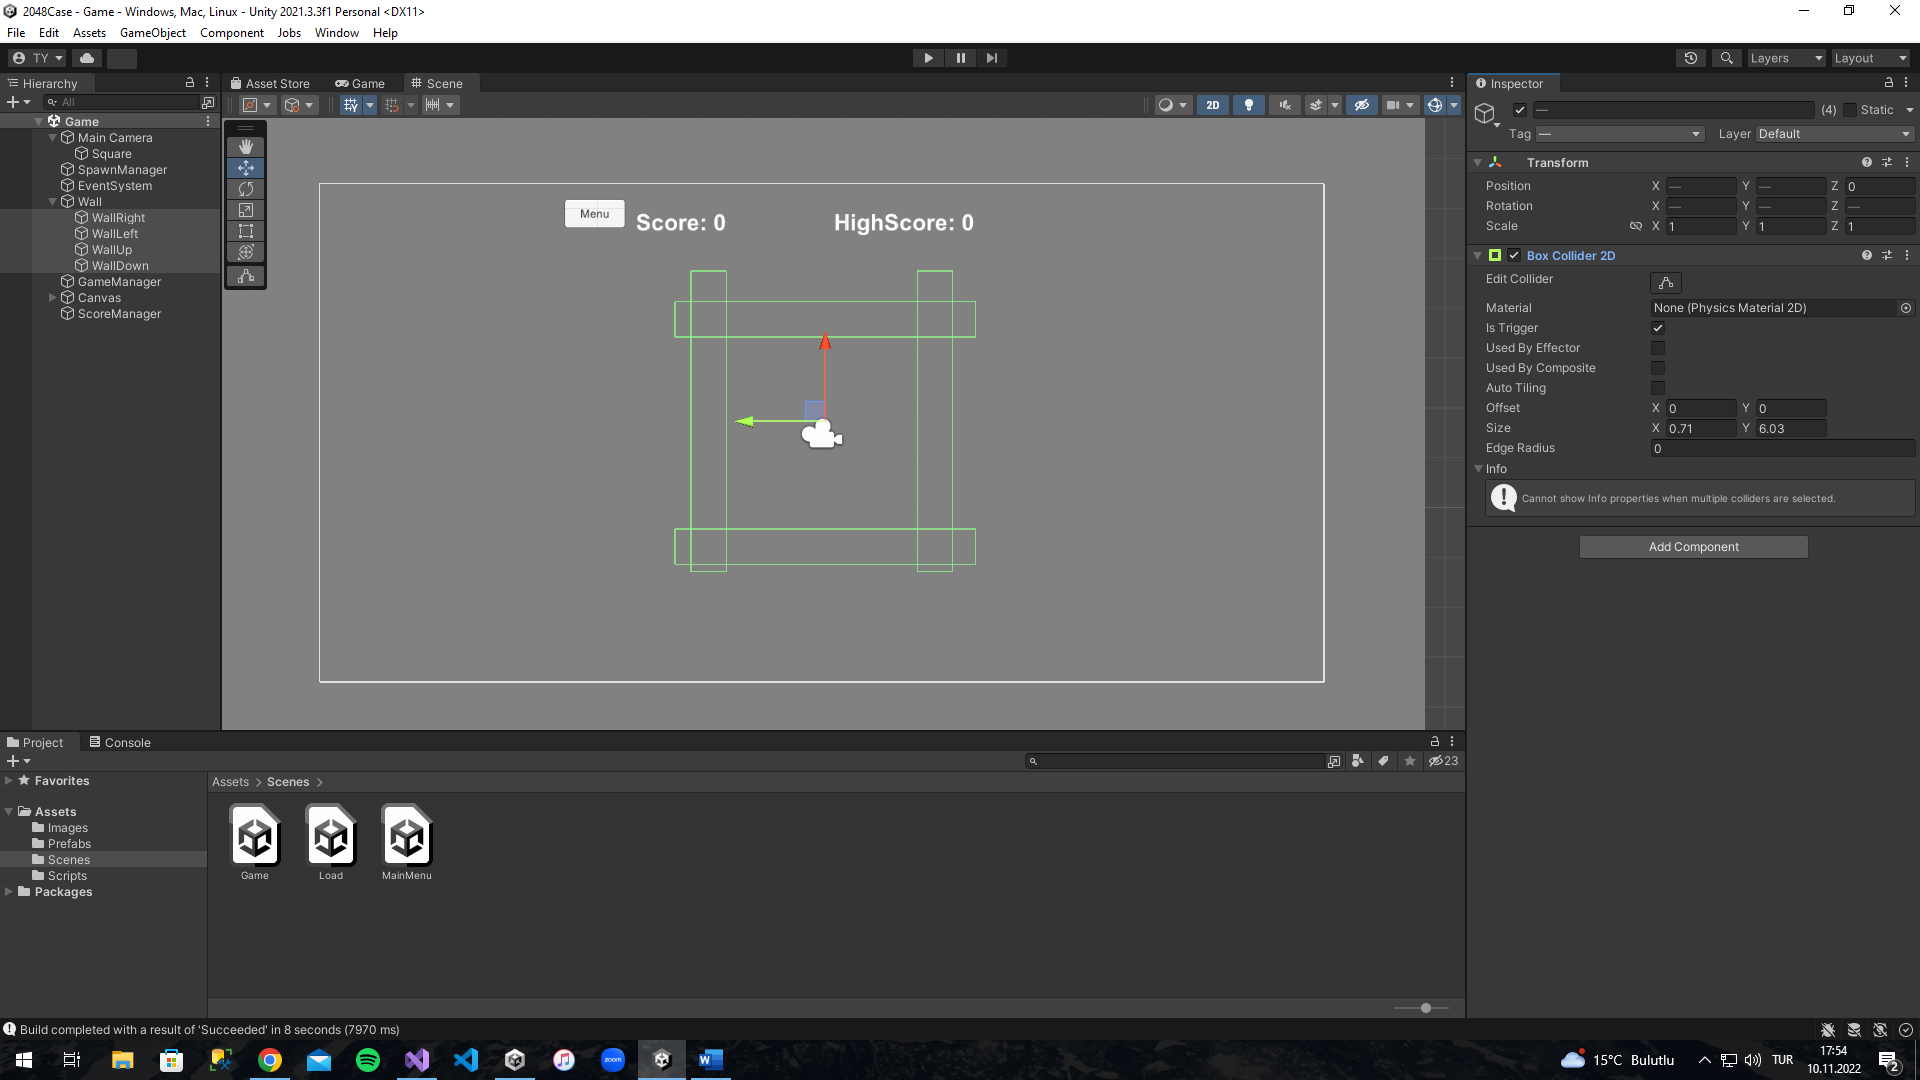 2048Case - Game - Windows, Mac, Linux - Unity 2021.3.3f1 Personal <DX11>
File Edit Assets GameObject Component Jobs Window Help
TY Layers Layout
Hierarchy
All
Game
Main Camera
Square
SpawnManager
EventSystem
Wall
WallRight
WallLeft
WallUp
WallDown
GameManager
Canvas
ScoreManager
Asset Store Game Scene
2D
Menu Score: 0 HighScore: 0
Inspector
— (4) Static
Tag — Layer Default
Transform
Position X — Y — Z 0
Rotation X — Y — Z —
Scale X 1 Y 1 Z 1
Box Collider 2D
Edit Collider
Material None (Physics Material 2D)
Is Trigger
Used By Effector
Used By Composite
Auto Tiling
Offset X 0 Y 0
Size X 0.71 Y 6.03
Edge Radius 0
Info
Cannot show Info properties when multiple colliders are selected.
Add Component
Project Console
23
Favorites
Assets
Images
Prefabs
Scenes
Scripts
Packages
Assets > Scenes >
Game Load MainMenu
Build completed with a result of 'Succeeded' in 8 seconds (7970 ms)
zoom
15°C Bulutlu TUR
17:54
10.11.2022
2